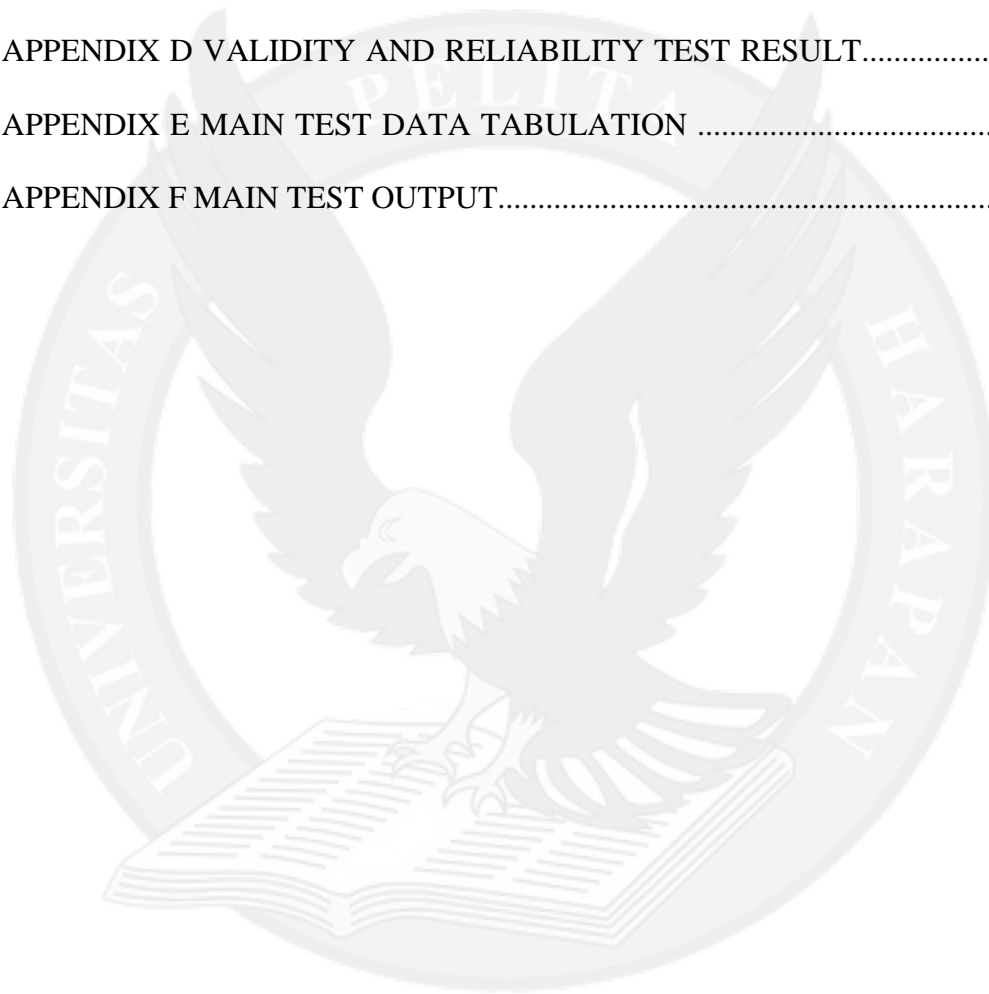 APPENDIX D VALIDITY AND RELIABILITY TEST RESULT................
APPENDIX E MAIN TEST DATA TABULATION .....................................
APPENDIX F MAIN TEST OUTPUT..............................................................
UNIVERSITAS PELITA HARAPAN